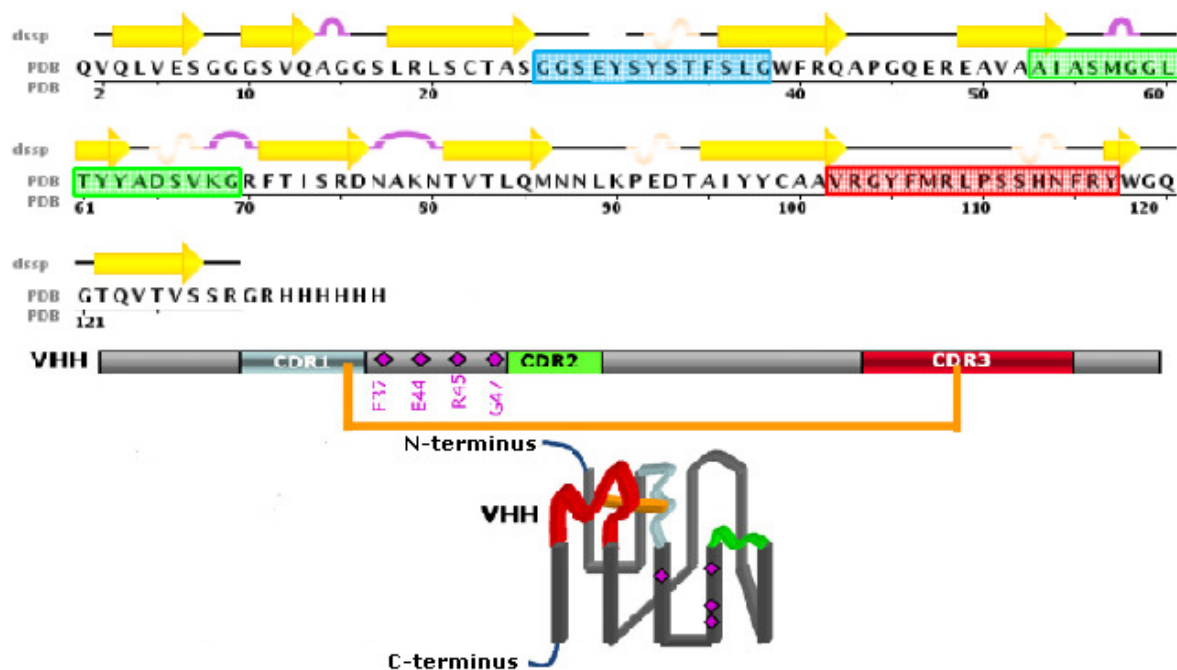 dssp
PDB QVQLVESGGGSVQAGGSLRLSCTASGGSEYSYSTFSLGWFRQAPGQEREAVAAIASMGGL
PDB 2 10 20 40 50 60
dssp
PDB TYYADSVKGRFTISRDNAKNTVTLQMNNLKPEDTAIYYCAAVRGYFMRLPSSHNFRYWGQ
PDB 61 70 80 90 100 110 120
dssp
PDB GTQVTVSSRGRHHHHHH
PDB 121
VHH CDR1 CDR2 CDR3
F37 E44 R45 G47
N-terminus
VHH
C-terminus